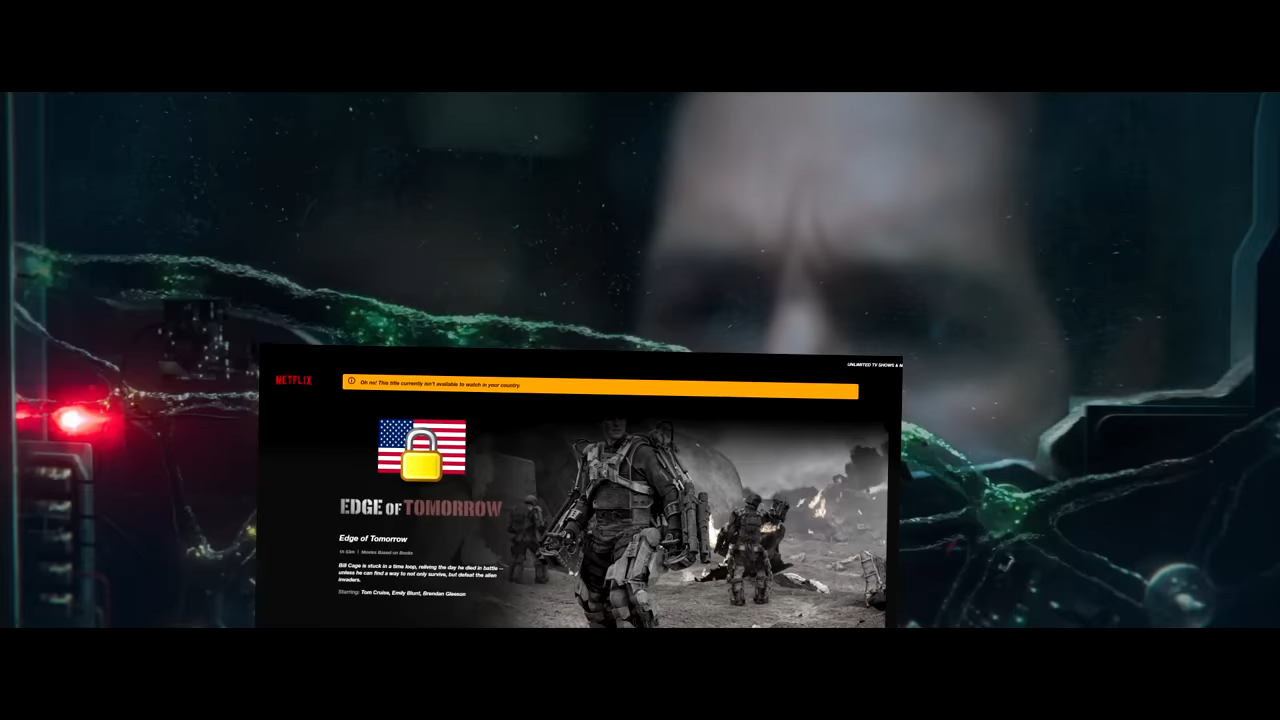 UNLIMITED TV SHOWS & M
NETFLIX
Oh no! This title currently isn't available to watch in your country.
EDGE OF TOMORROW
Edge of Tomorrow
1h 53m | Movies Based on Books
Bill Cage is stuck in a time loop, reliving the day he died in battle —
unless he can find a way to not only survive, but defeat the alien
invaders.
Starring: Tom Cruise, Emily Blunt, Brendan Gleeson